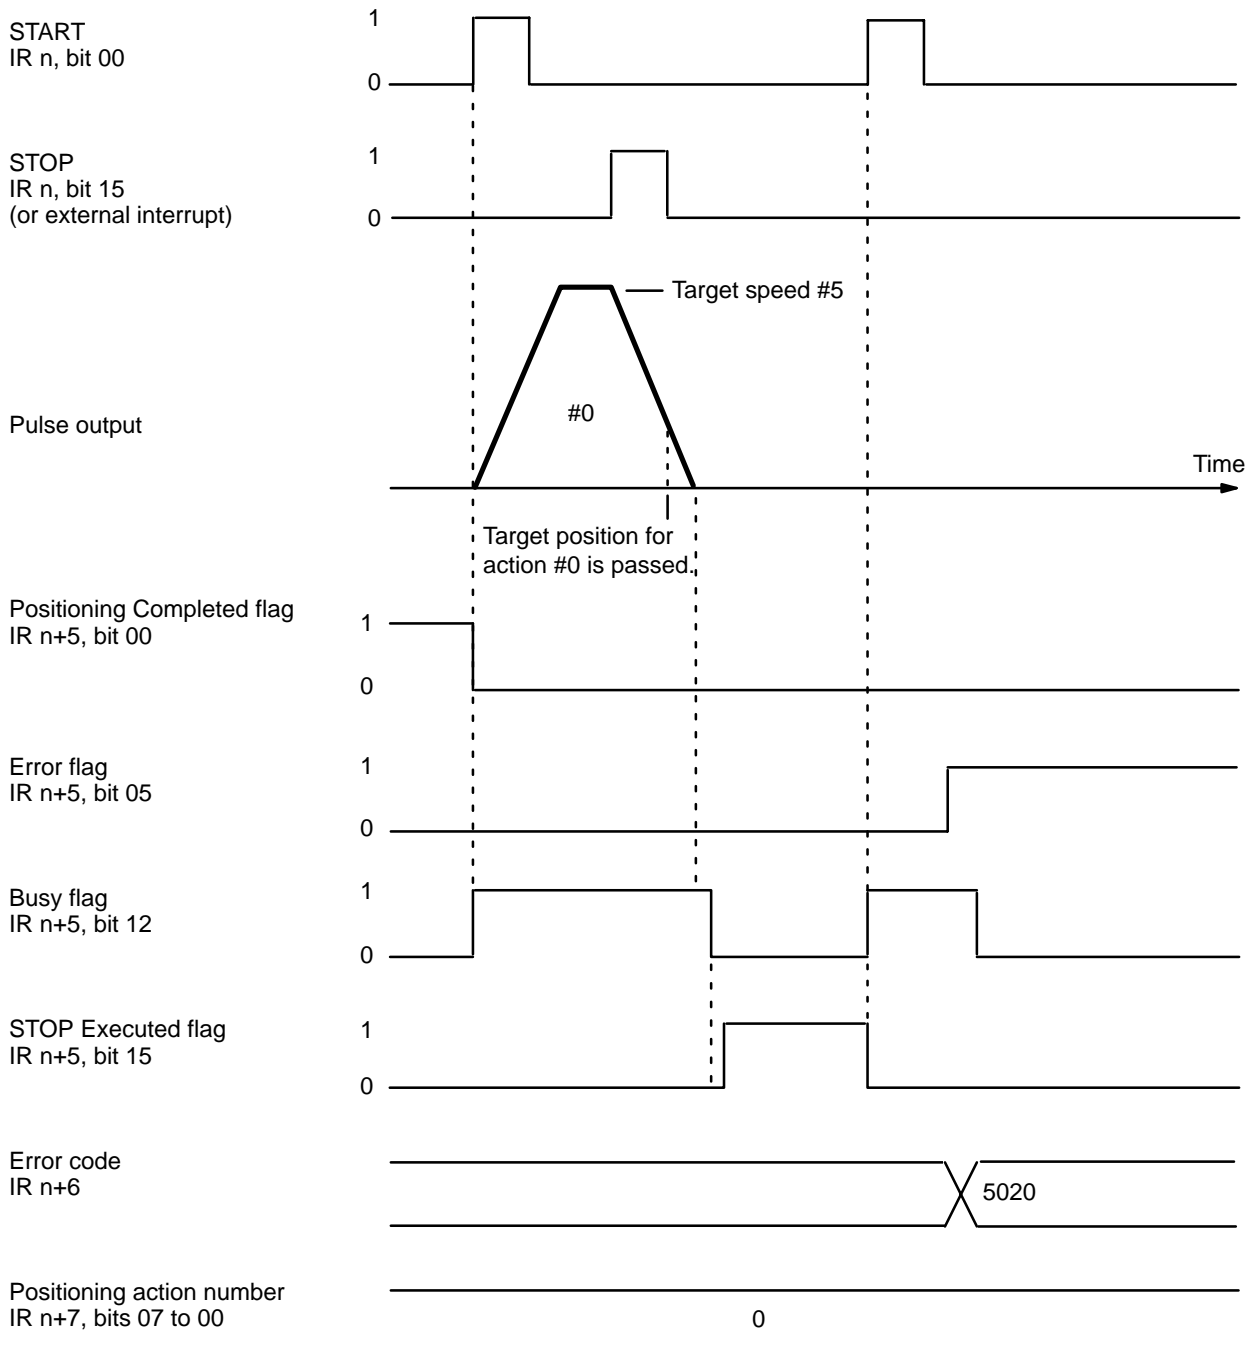 START
IR n, bit 00
1
0
STOP
IR n, bit 15
(or external interrupt)
1
0
Target speed #5
#0
Pulse output
Time
Target position for
action #0 is passed.
Positioning Completed flag
IR n+5, bit 00
1
0
Error flag
IR n+5, bit 05
1
0
Busy flag
IR n+5, bit 12
1
0
STOP Executed flag
IR n+5, bit 15
1
0
Error code
IR n+6
5020
Positioning action number
IR n+7, bits 07 to 00
0